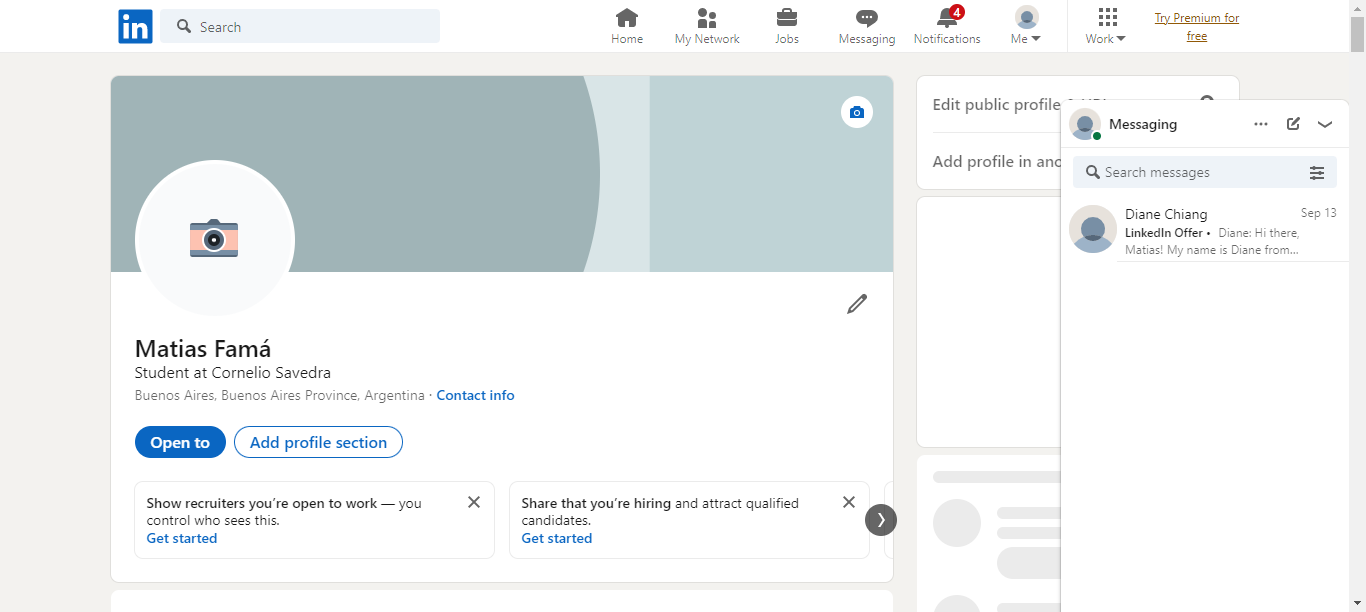 in
Search
Home
My Network
Jobs
Messaging
4
Notifications
Me
Work
Try Premium for
free
Edit public profile
Add profile in ano
Matias Famá
Student at Cornelio Savedra
Buenos Aires, Buenos Aires Province, Argentina · Contact info
Open to
Add profile section
Show recruiters you’re open to work — you
control who sees this.
Get started
Share that you’re hiring and attract qualified
candidates.
Get started
Messaging
Search messages
Diane Chiang
Sep 13
LinkedIn Offer • Diane: Hi there,
Matias! My name is Diane from...